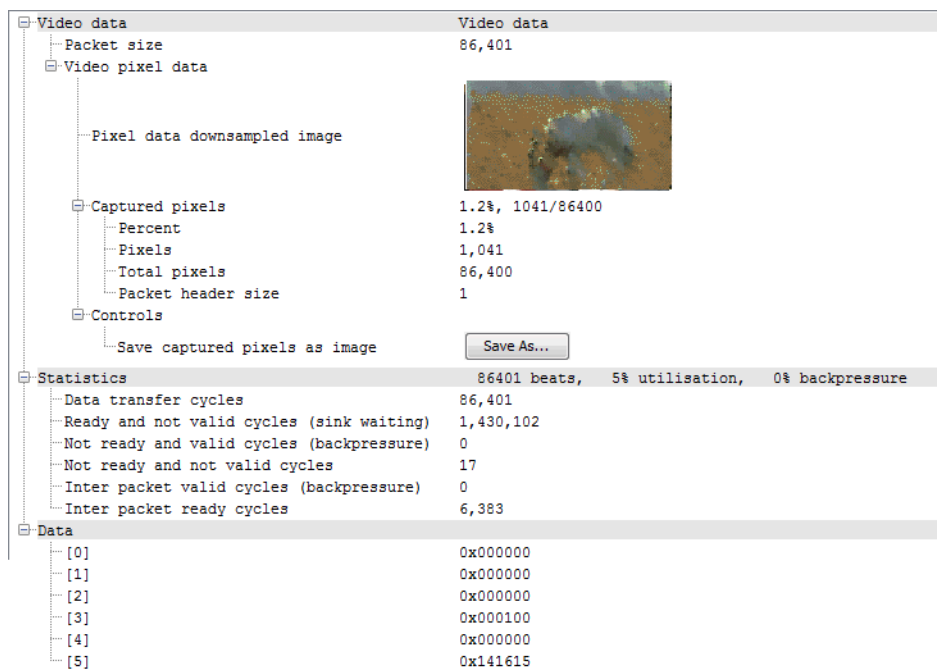 Video data Video data
Packet size 86,401
Video pixel data
Pixel data downsampled image
Captured pixels 1.2%, 1041/86400
Percent 1.2%
Pixels 1,041
Total pixels 86,400
Packet header size 1
Controls
Save captured pixels as image Save As...
Statistics 86401 beats, 5% utilisation, 0% backpressure
Data transfer cycles 86,401
Ready and not valid cycles (sink waiting) 1,430,102
Not ready and valid cycles (backpressure) 0
Not ready and not valid cycles 17
Inter packet valid cycles (backpressure) 0
Inter packet ready cycles 6,383
Data
[0] 0x000000
[1] 0x000000
[2] 0x000000
[3] 0x000100
[4] 0x000000
[5] 0x141615